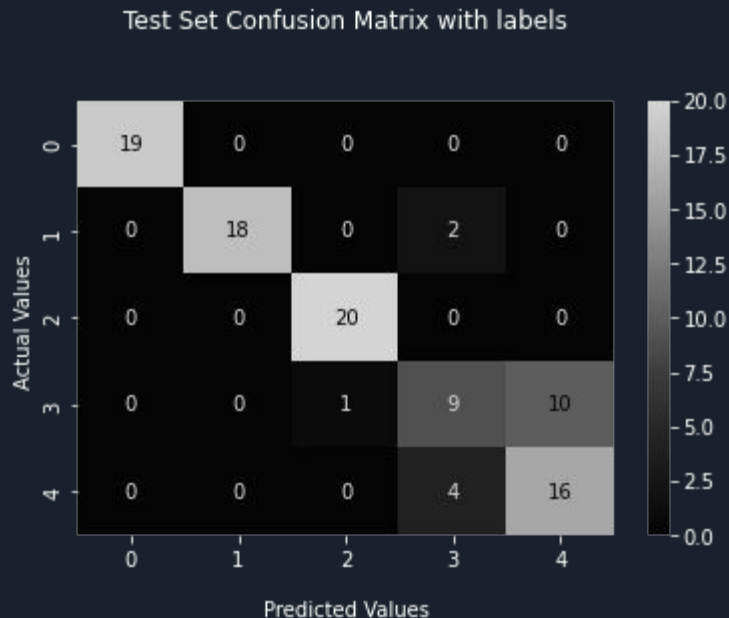 Test Set Confusion Matrix with labels
20.0
0 19 0 0 0 0
17.5
15.0
1 0 18 0 2 0
12.5
Actual Values
2 0 0 20 0 0
10.0
7.5
3 0 0 1 9 10
5.0
4 0 0 0 4 16
2.5
0.0
0 1 2 3 4
Predicted Values